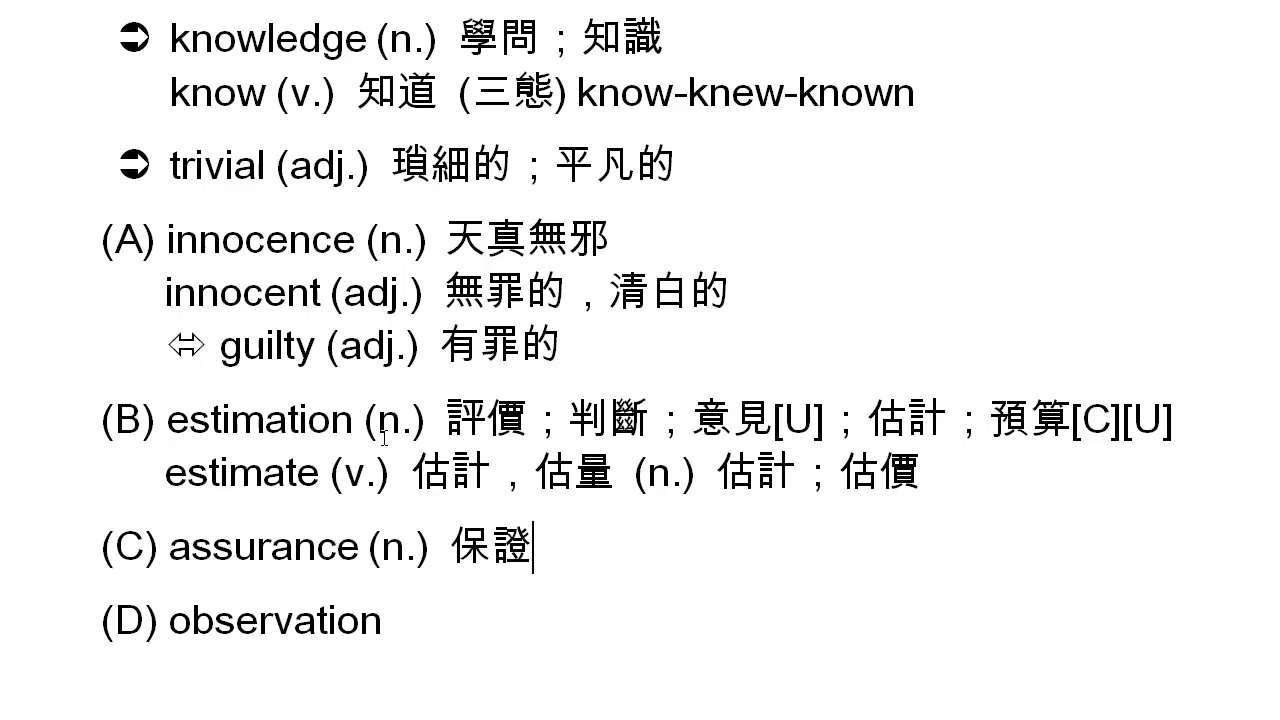 ➲ knowledge (n.) 學問；知識
know (v.) 知道 (三態) know-knew-known
➲ trivial (adj.) 瑣細的；平凡的
(A) innocence (n.) 天真無邪
innocent (adj.) 無罪的，清白的
⬄ guilty (adj.) 有罪的
(B) estimation (n.) 評價；判斷；意見[U]；估計；預算[C][U]
estimate (v.) 估計，估量 (n.) 估計；估價
(C) assurance (n.) 保證
(D) observation